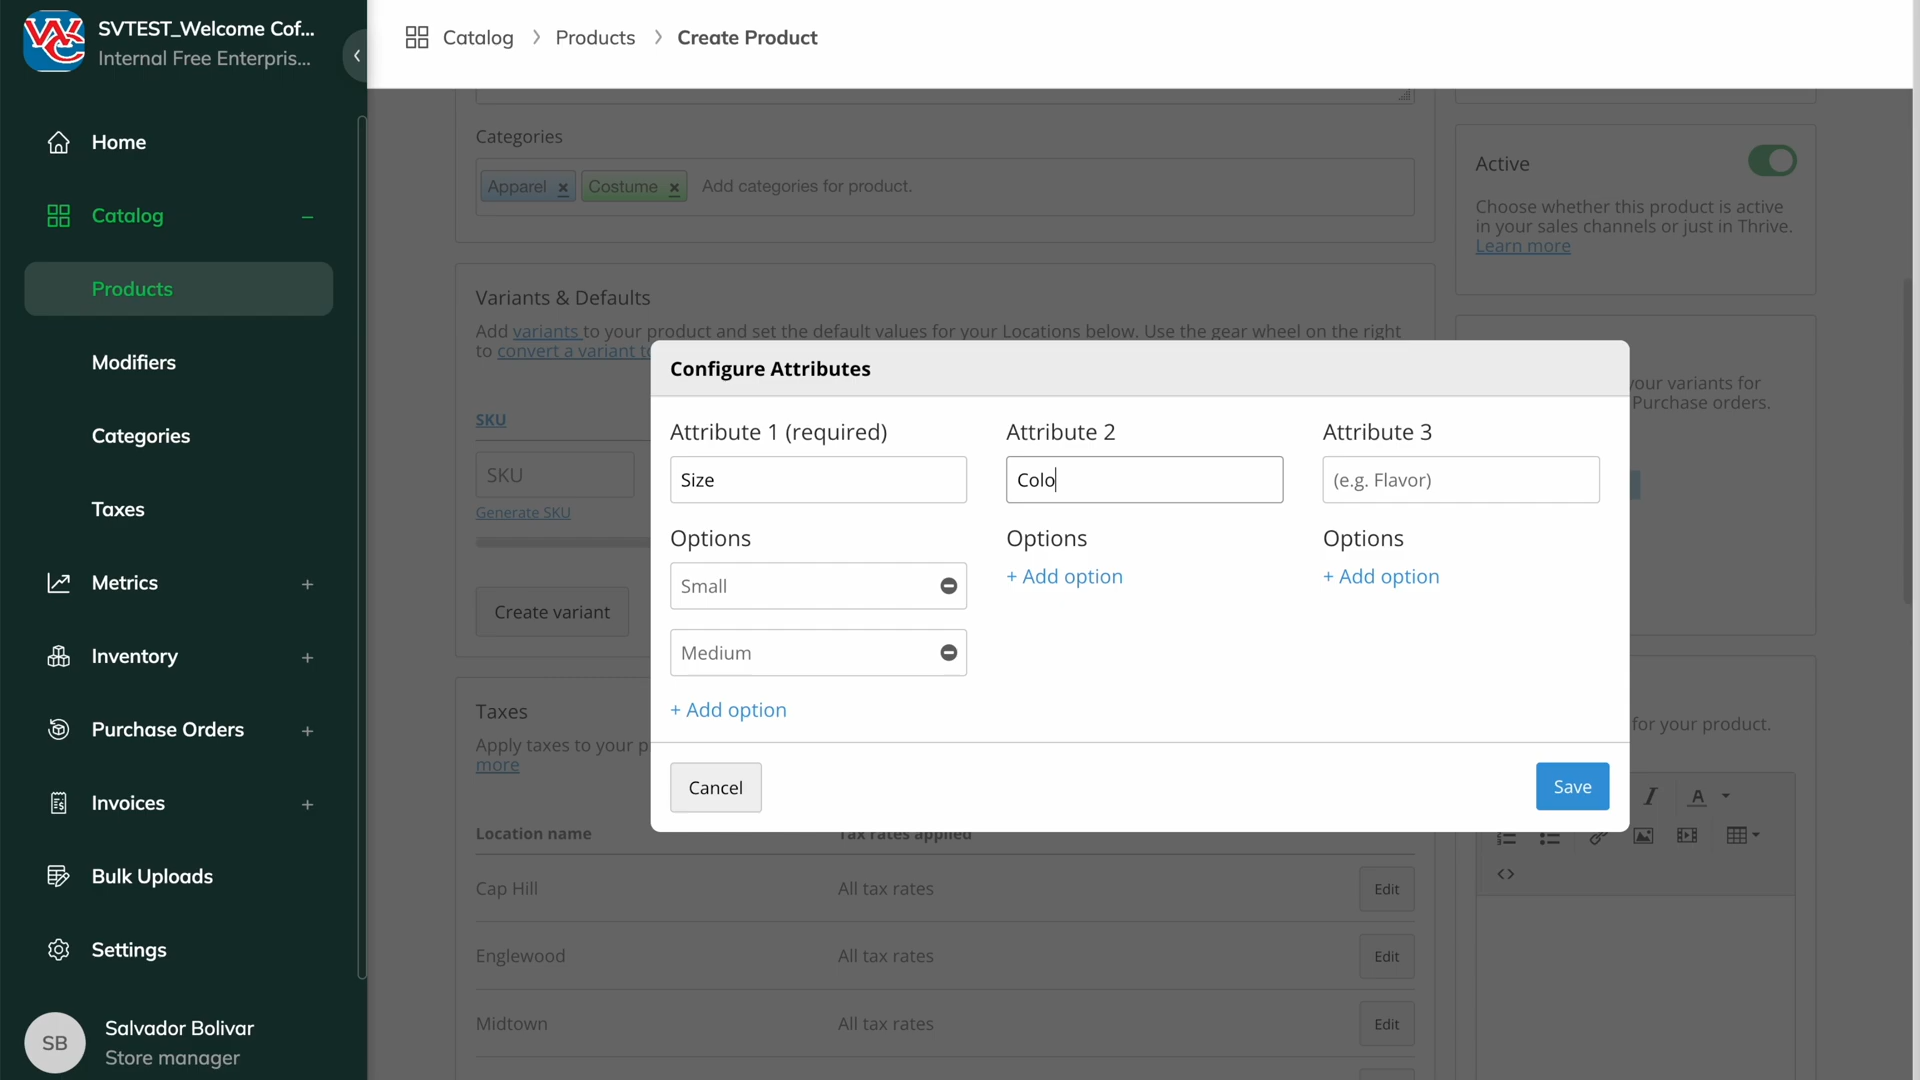 SVTEST_Welcome Cof...
Internal Free Enterpris...
Home
Catalog
Products
Modifiers
Categories
Taxes
Metrics
Inventory
Purchase Orders
Invoices
Bulk Uploads
Settings
SB
Salvador Bolivar
Store manager
Catalog > Products > Create Product
Categories
Apparel x Costume x Add categories for product.
Variants & Defaults
Add variants to your product and set the default values for your Locations below. Use the gear wheel on the right
to convert a variant to
SKU
SKU
Generate SKU
Create variant
Taxes
Apply taxes to your p
more
Location name Tax rates applied
Cap Hill All tax rates Edit
Englewood All tax rates Edit
Midtown All tax rates Edit
Active
Choose whether this product is active
in your sales channels or just in Thrive.
Learn more
your variants for
Purchase orders.
for your product.
I A
Configure Attributes
Attribute 1 (required) Attribute 2 Attribute 3
Size Colo (e.g. Flavor)
Options Options Options
Small + Add option + Add option
Medium
+ Add option
Cancel Save